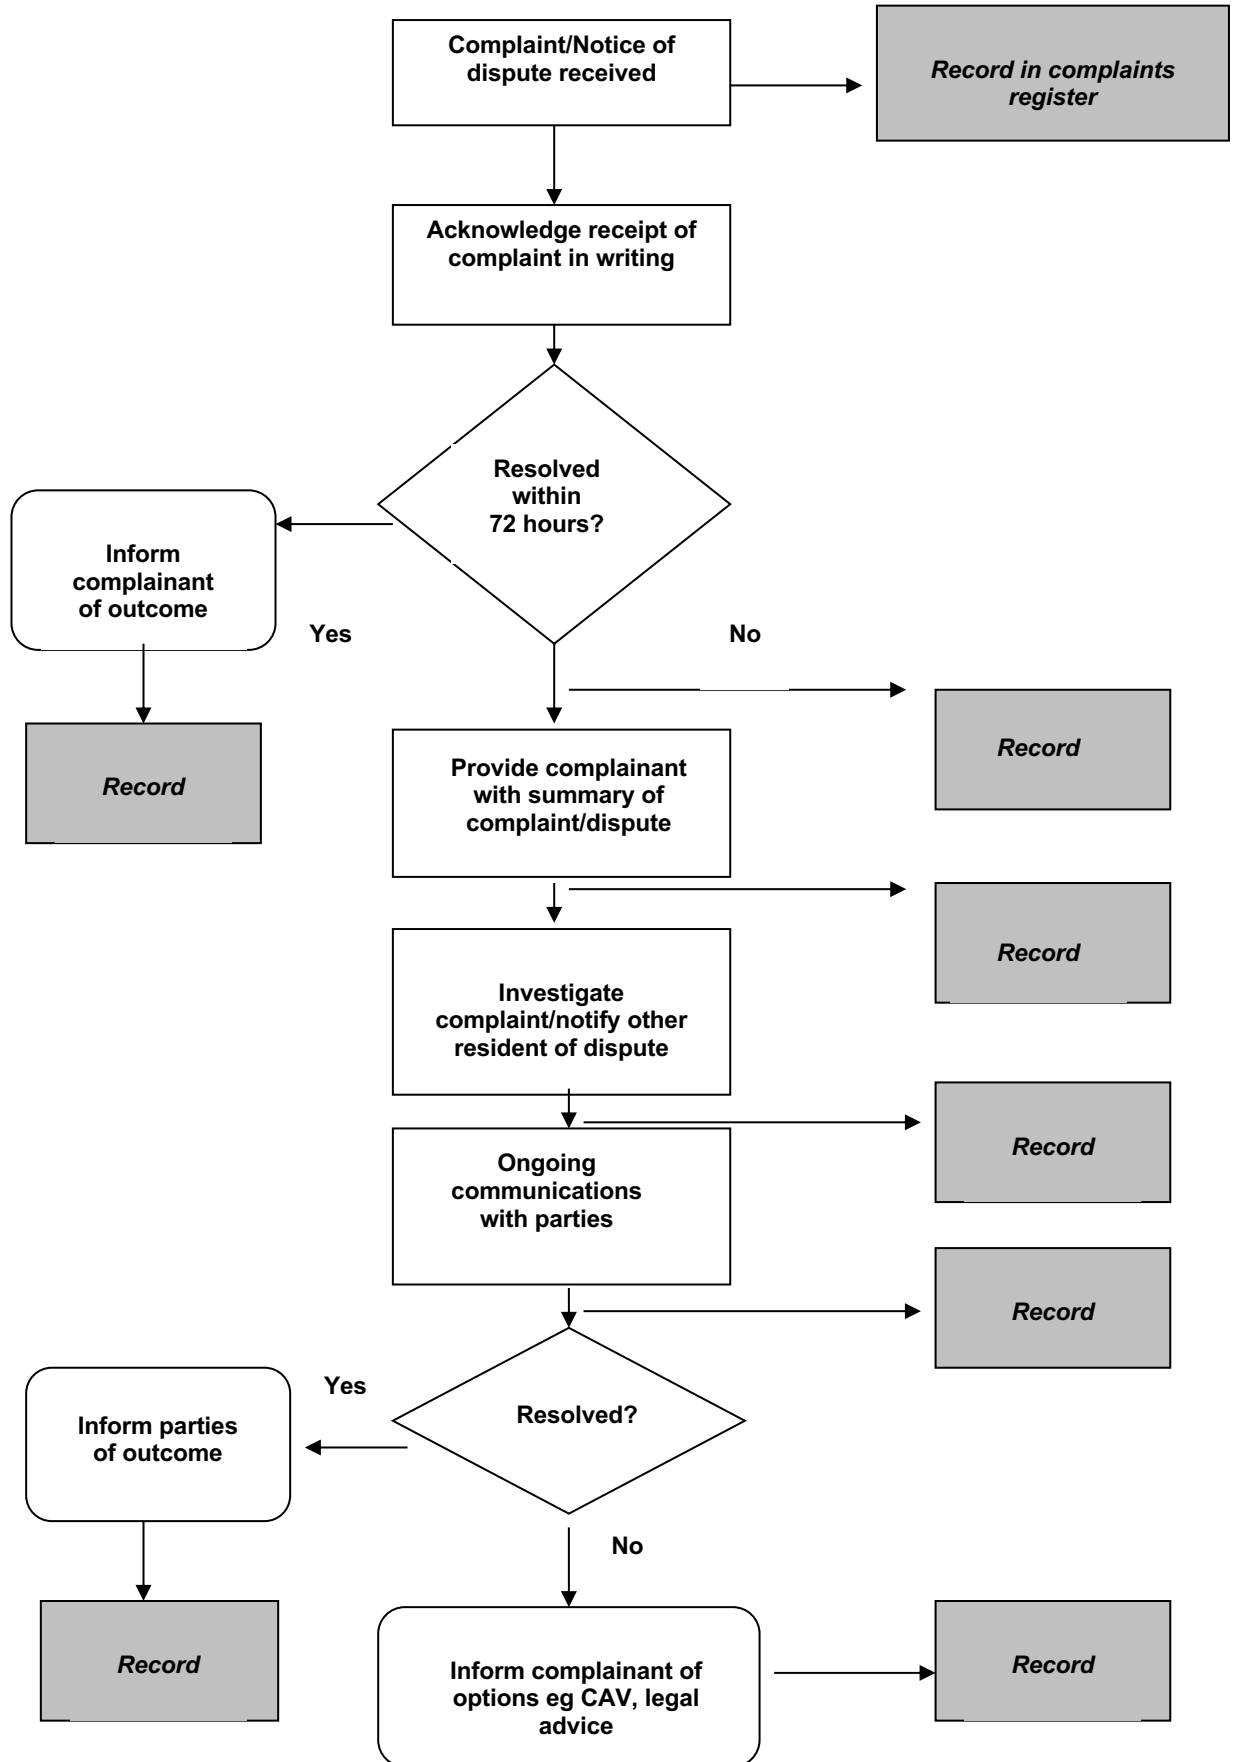 Complaint/Notice of
dispute received
Record in complaints
register
Acknowledge receipt of
complaint in writing
Resolved
within
72 hours?
Inform
complainant
of outcome
Yes
No
Record
Record
Provide complainant
with summary of
complaint/dispute
Record
Investigate
complaint/notify other
resident of dispute
Record
Ongoing
communications
with parties
Record
Yes
Resolved?
Inform parties
of outcome
No
Record
Inform complainant of
options eg CAV, legal
advice
Record